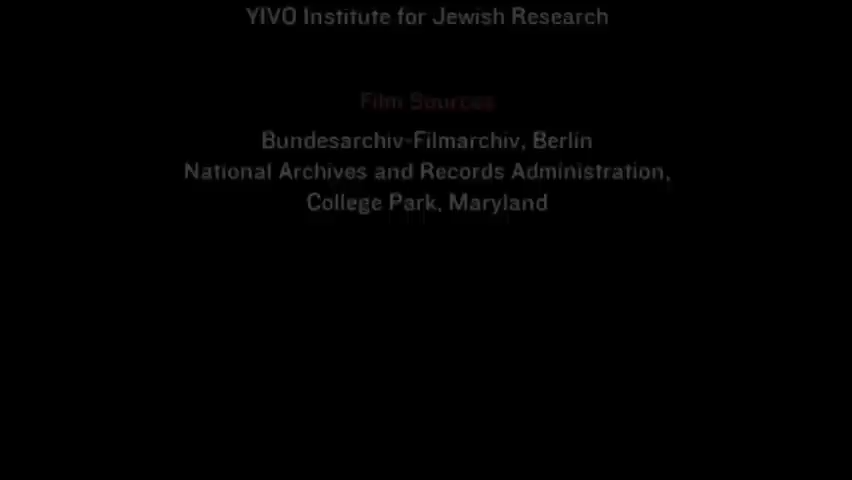 YIVO Institute for Jewish Research
Film Sources
Bundesarchiv-Filmarchiv, Berlin
National Archives and Records Administration,
College Park, Maryland